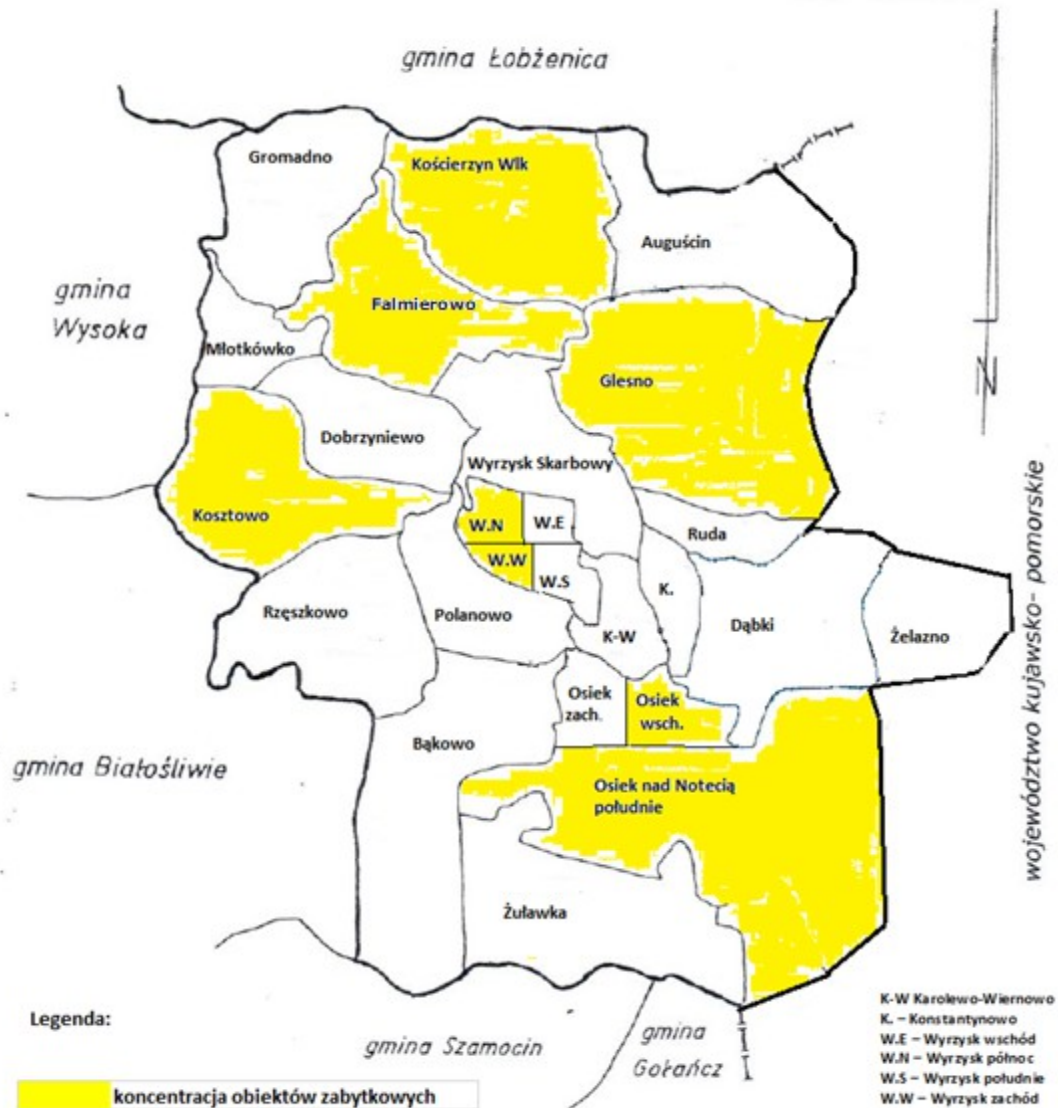 gmina Łobżenica
Gromadno
Kościerzyn Wlk
Auguścin
gmina
Wysoka
Falmierowo
Młotkówko
Glesno
Dobrzyniewo
Wyrzysk Skarbowy
Kosztowo
W.N
W.E
Ruda
W.W
W.S
K.
Rzęszkowo
Polanowo
K-W
Dąbki
Żelazno
województwo kujawsko- pomorskie
N
Osiek
zach.
Osiek
wsch.
Bąkowo
gmina Białośliwie
Osiek nad Notecią
południe
Żuławka
Legenda:
gmina Szamocin
gmina
Gołańcz
koncentracja obiektów zabytkowych
K-W Karolewo-Wiernowo
K. – Konstantynowo
W.E – Wyrzysk wschód
W.N – Wyrzysk północ
W.S – Wyrzysk południe
W.W – Wyrzysk zachód